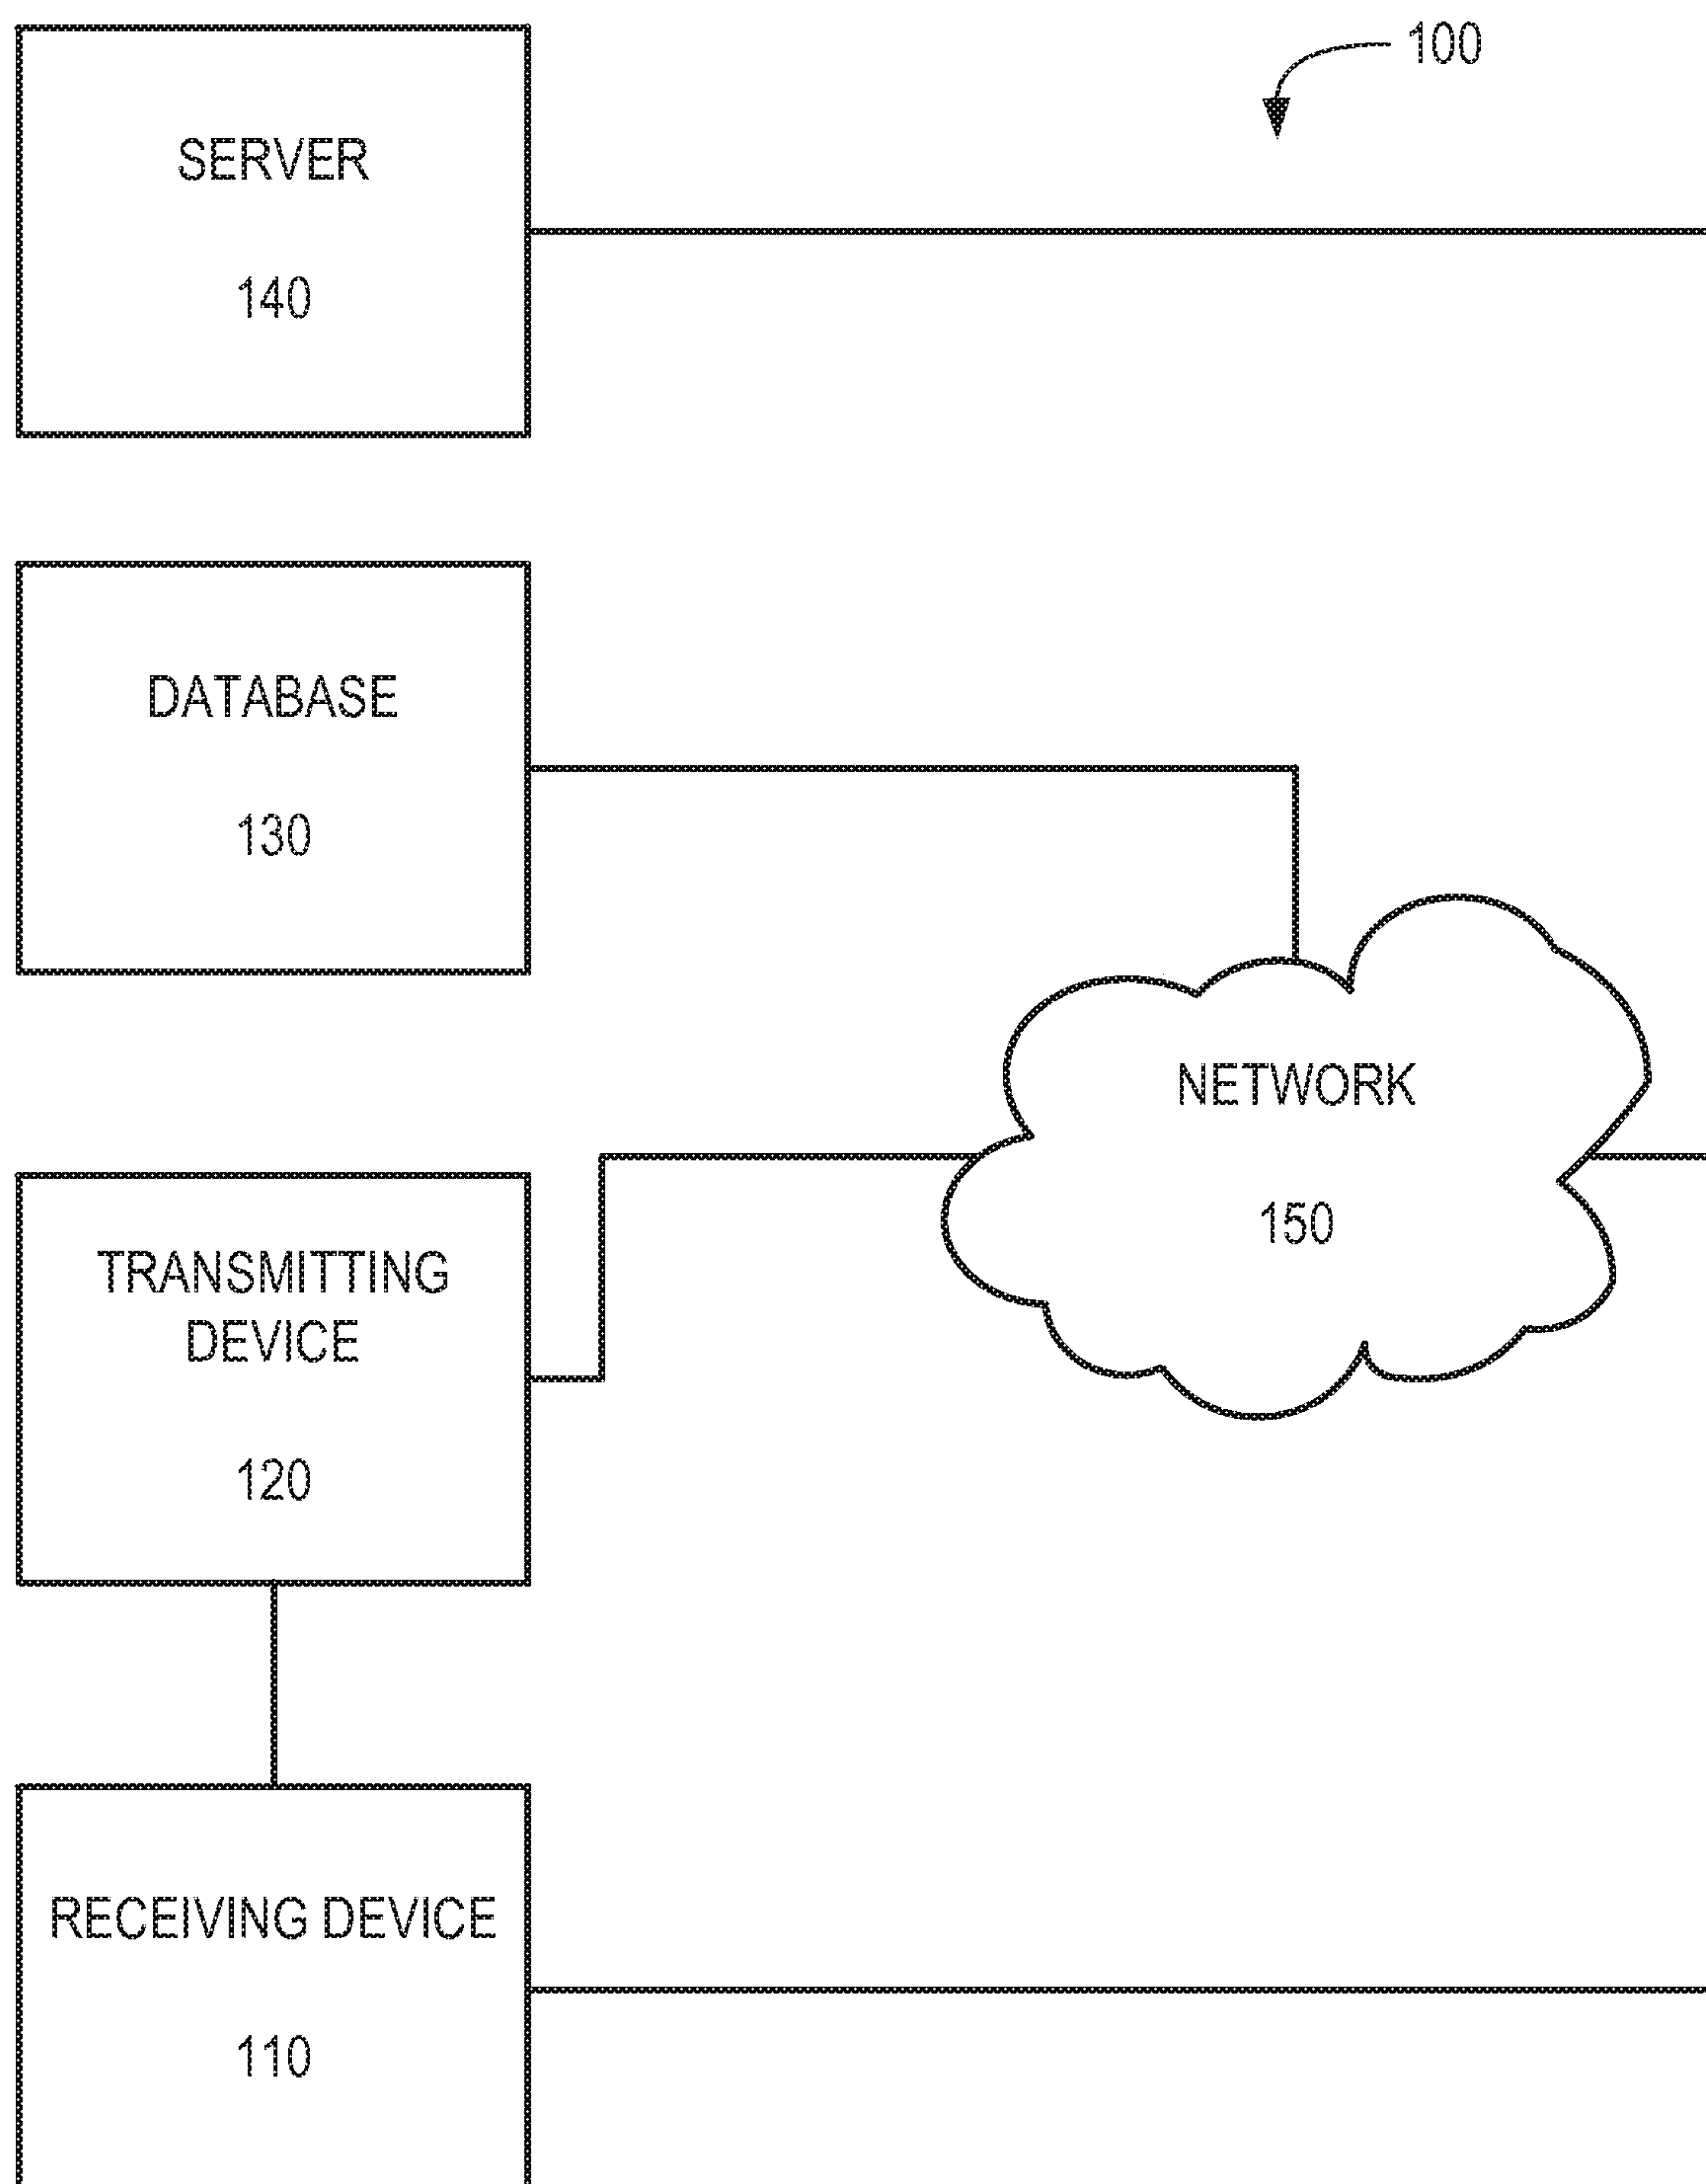 100
SERVER
140
DATABASE
130
NETWORK
150
TRANSMITTING
DEVICE
120
RECEIVING DEVICE
110